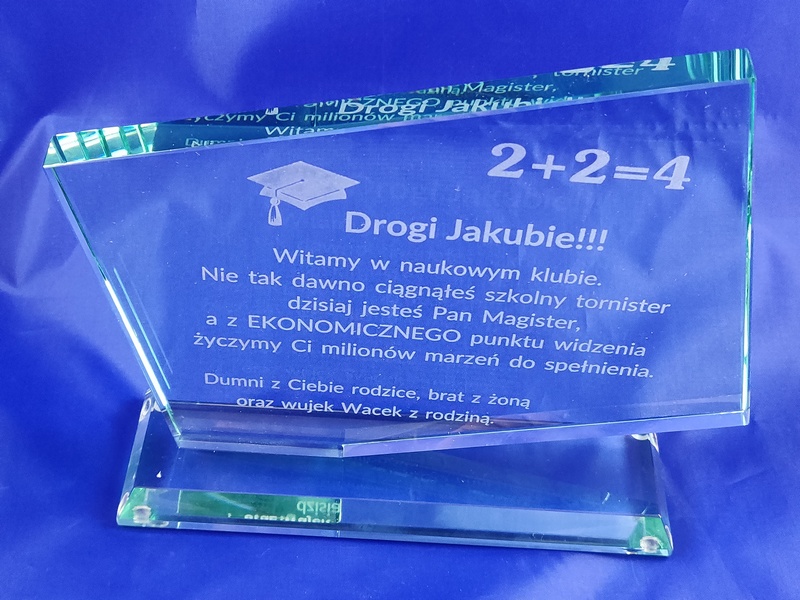 2+2=4
Drogi Jakubie!!!
Witamy w naukowym klubie.
Nie tak dawno ciągnąłeś szkolny tornister
dzisiaj jesteś Pan Magister,
a z EKONOMICZNEGO punktu widzenia
życzymy Ci milionów marzeń do spełnienia.
Dumni z Ciebie rodzice, brat z żoną
oraz wujek Wacek z rodziną.